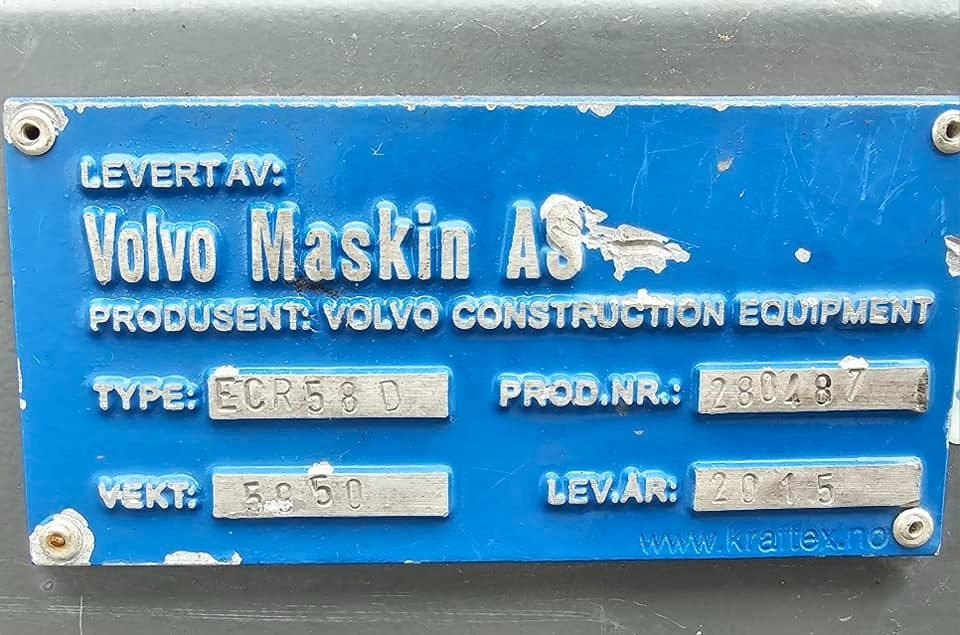 LEVERT AV:
Volvo Maskin AS
PRODUSENT: VOLVO CONSTRUCTION EQUIPMENT
TYPE: ECR58D PROD.NR.: 280487
VEKT: 5950 LEV.ÅR: 2015
www.kraftex.no